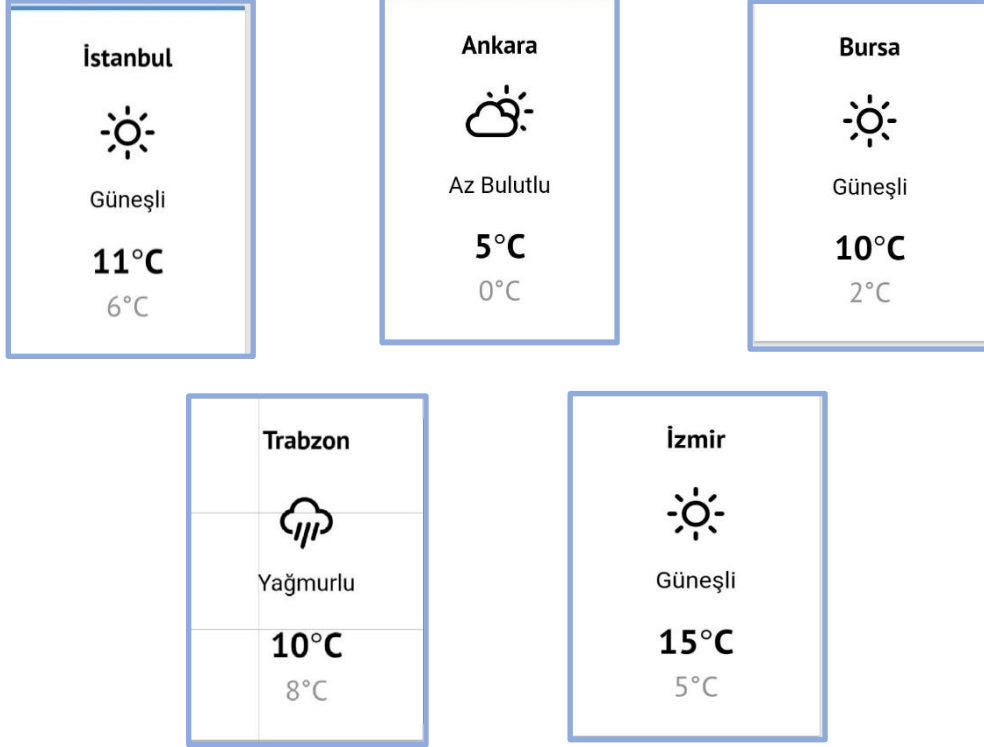 İstanbul
Güneşli
11°C
6°C
Ankara
Az Bulutlu
5°C
0°C
Bursa
Güneşli
10°C
2°C
Trabzon
Yağmurlu
10°C
8°C
İzmir
Güneşli
15°C
5°C